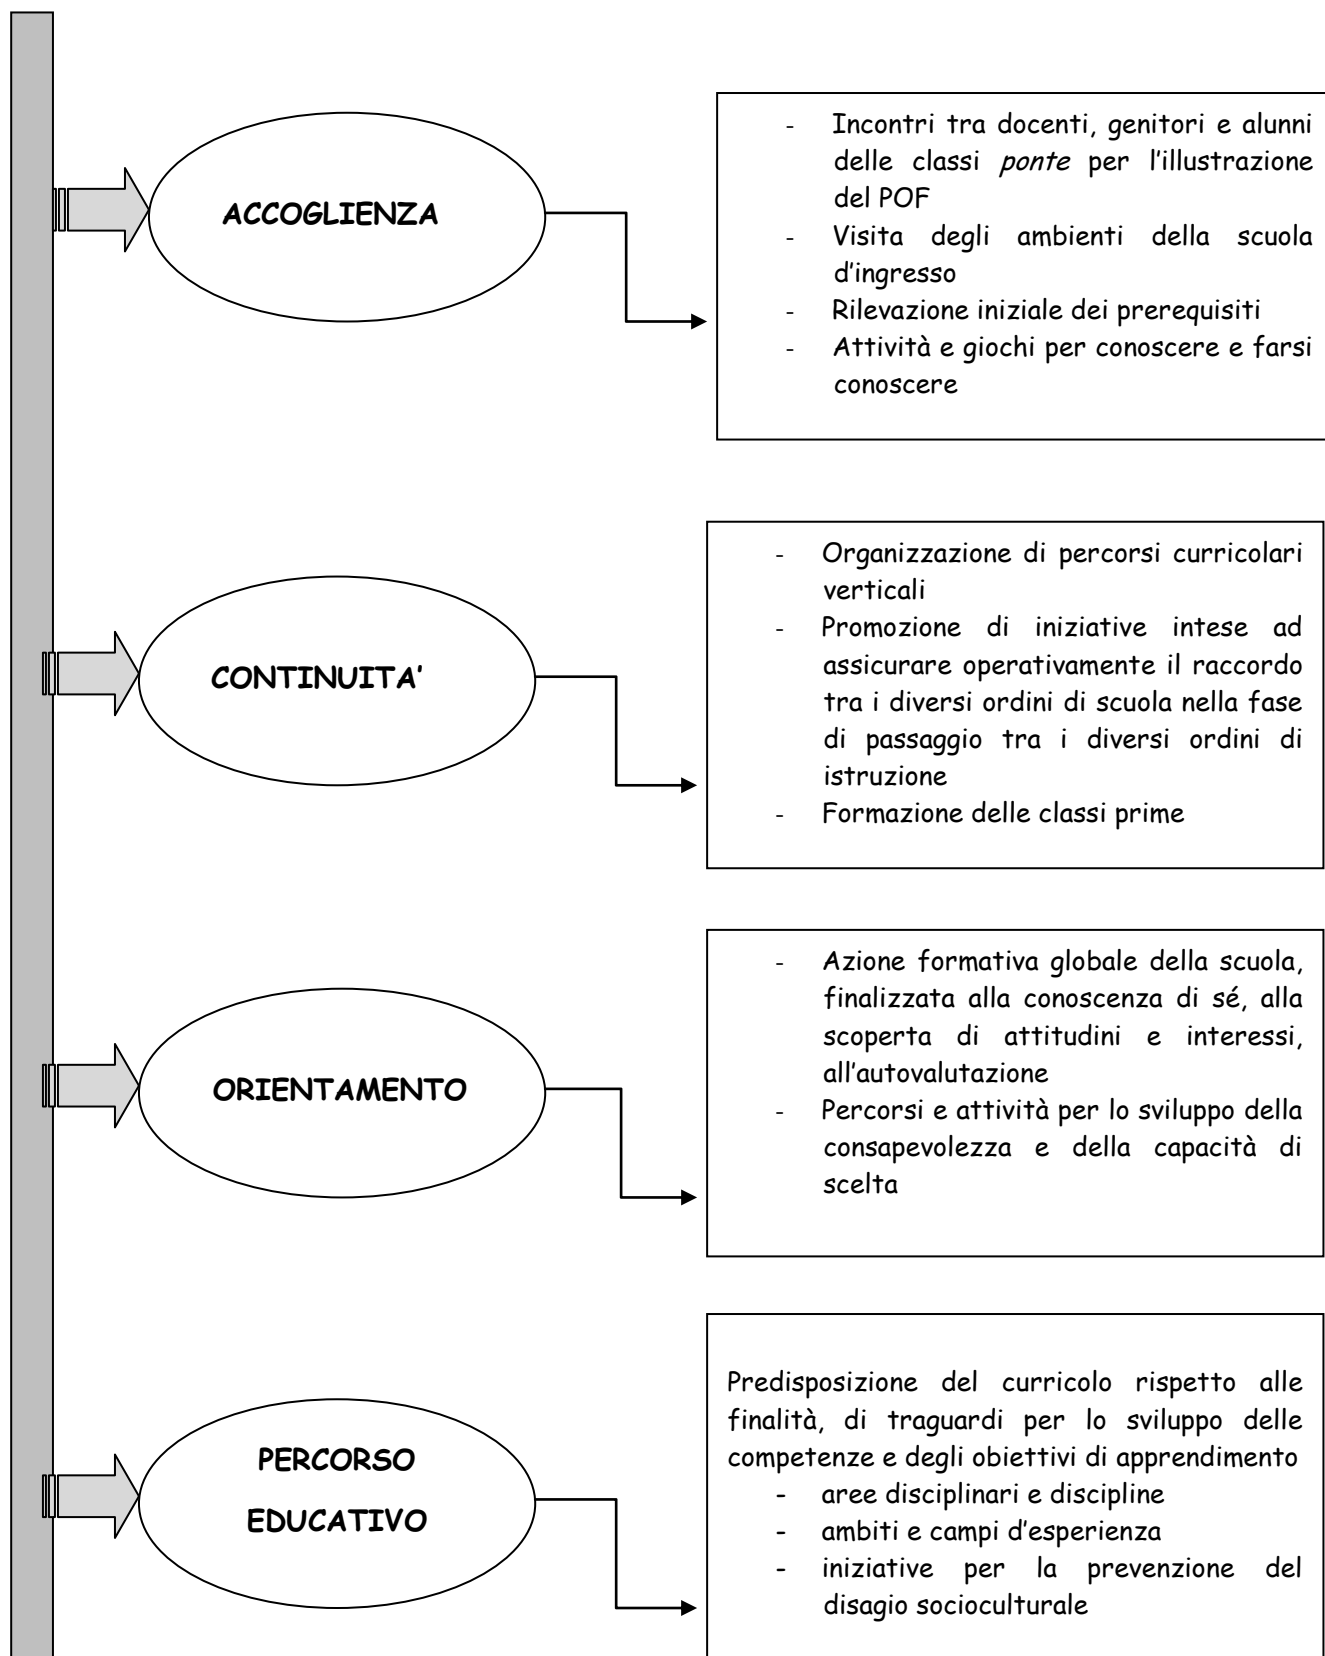 ACCOGLIENZA
- Incontri tra docenti, genitori e alunni
delle classi ponte per l'illustrazione
del POF
- Visita degli ambienti della scuola
d'ingresso
- Rilevazione iniziale dei prerequisiti
- Attività e giochi per conoscere e farsi
conoscere
CONTINUITA'
- Organizzazione di percorsi curricolari
verticali
- Promozione di iniziative intese ad
assicurare operativamente il raccordo
tra i diversi ordini di scuola nella fase
di passaggio tra i diversi ordini di
istruzione
- Formazione delle classi prime
ORIENTAMENTO
- Azione formativa globale della scuola,
finalizzata alla conoscenza di sé, alla
scoperta di attitudini e interessi,
all'autovalutazione
- Percorsi e attività per lo sviluppo della
consapevolezza e della capacità di
scelta
PERCORSO
EDUCATIVO
Predisposizione del curricolo rispetto alle
finalità, di traguardi per lo sviluppo delle
competenze e degli obiettivi di apprendimento
- aree disciplinari e discipline
- ambiti e campi d'esperienza
- iniziative per la prevenzione del
disagio socioculturale